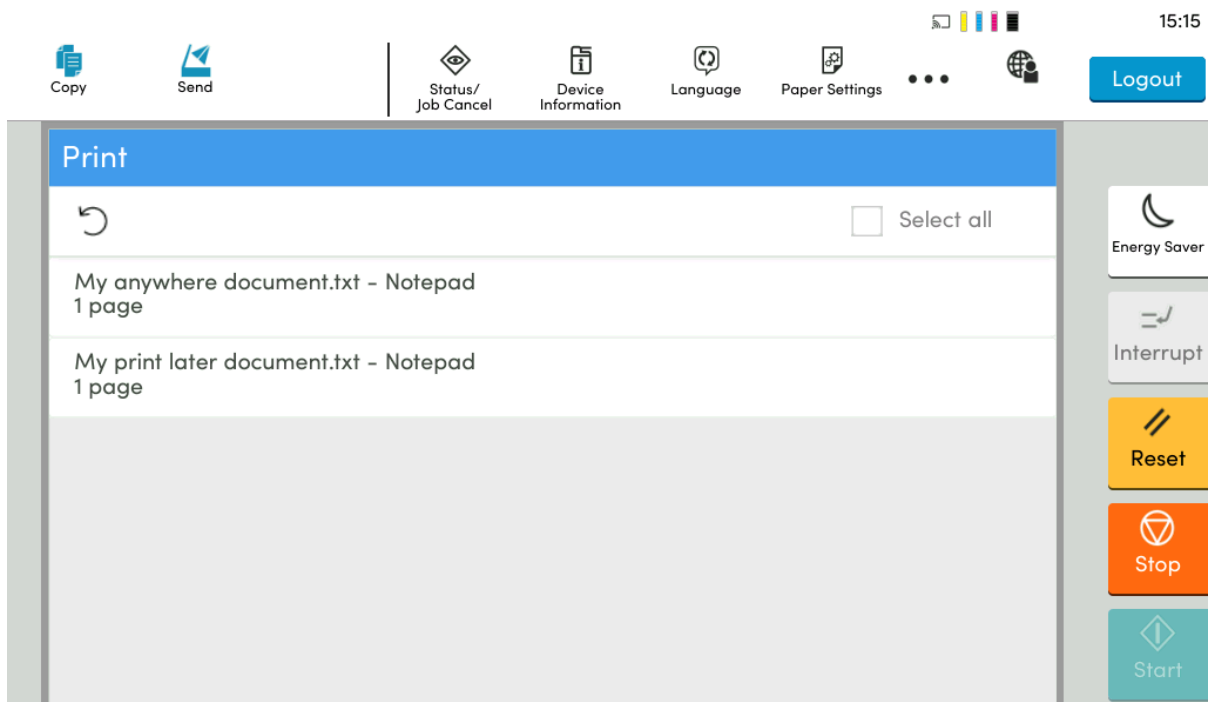 15:15
Copy
Send
Status/
Job Cancel
Device
Information
Language
Paper Settings
Logout
Print
Select all
My anywhere document.txt - Notepad
1 page
My print later document.txt - Notepad
1 page
Energy Saver
Interrupt
Reset
Stop
Start